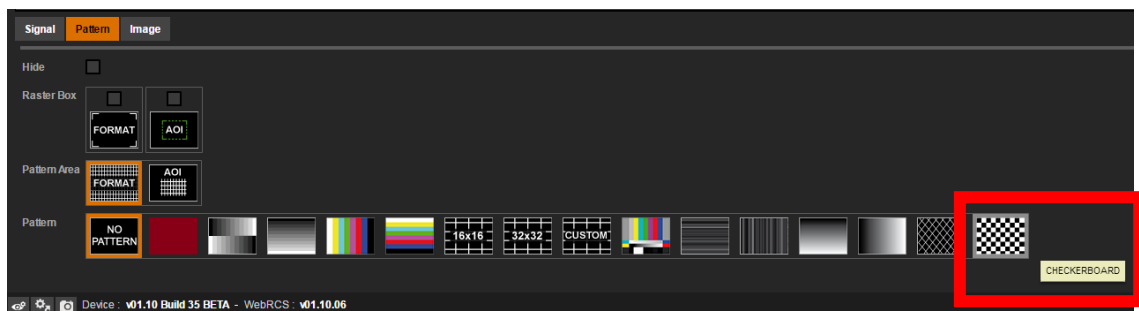 Signal Pattern Image
Hide
Raster Box
FORMAT AOI
Pattern Area
FORMAT AOI
Pattern NO PATTERN 16x16 32x32 CUSTOM
CHECKERBOARD
Device : v01.10 Build 35 BETA - WebRCS : v01.10.06